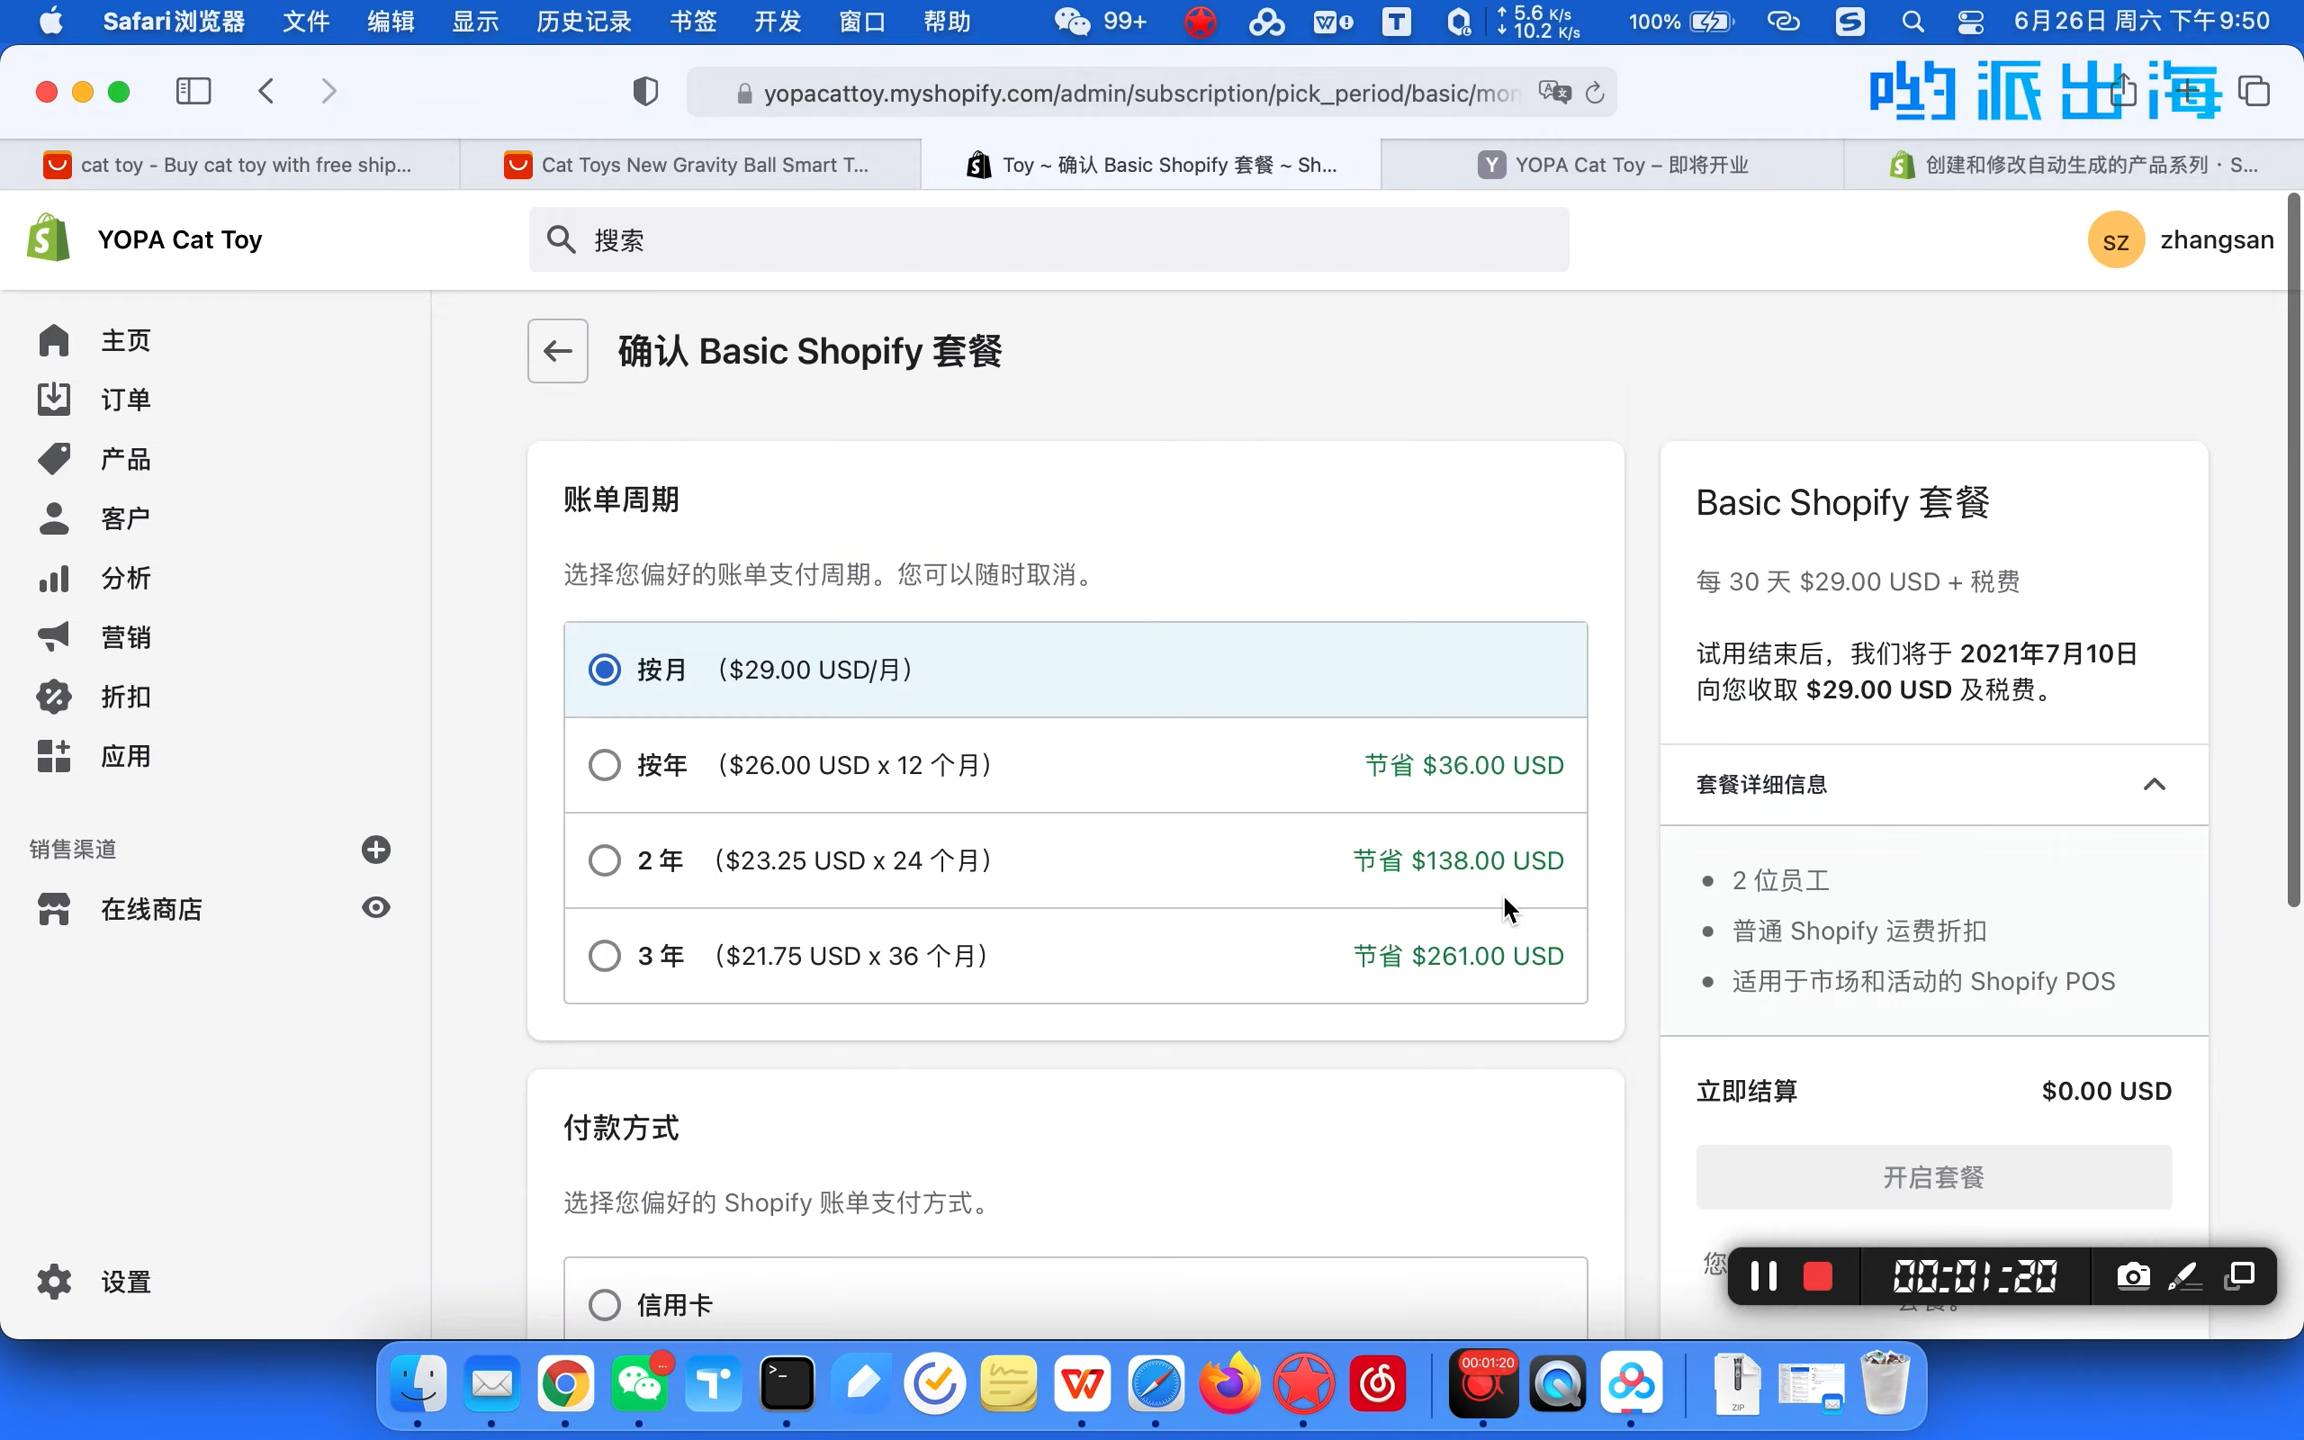 Safari浏览器 文件 编辑 显示 历史记录 书签 开发 窗口 帮助 99+ 5.6 K/s 10.2 K/s 100% 6月26日 周六 下午9:50
yopacattoy.myshopify.com/admin/subscription/pick_period/basic/mon
哟派出海
cat toy - Buy cat toy with free ship...
Cat Toys New Gravity Ball Smart T...
Toy ~ 确认 Basic Shopify 套餐 ~ Sh...
YOPA Cat Toy – 即将开业
创建和修改自动生成的产品系列 · S...
YOPA Cat Toy
搜索
sz zhangsan
主页
订单
产品
客户
分析
营销
折扣
应用
销售渠道
在线商店
设置
确认 Basic Shopify 套餐
账单周期
选择您偏好的账单支付周期。您可以随时取消。
按月 ($29.00 USD/月)
按年 ($26.00 USD x 12 个月) 节省 $36.00 USD
2 年 ($23.25 USD x 24 个月) 节省 $138.00 USD
3 年 ($21.75 USD x 36 个月) 节省 $261.00 USD
付款方式
选择您偏好的 Shopify 账单支付方式。
信用卡
Basic Shopify 套餐
每 30 天 $29.00 USD + 税费
试用结束后，我们将于 2021年7月10日
向您收取 $29.00 USD 及税费。
套餐详细信息
2 位员工
普通 Shopify 运费折扣
适用于市场和活动的 Shopify POS
立即结算 $0.00 USD
开启套餐
您
00:01:20
00:01:20
ZIP